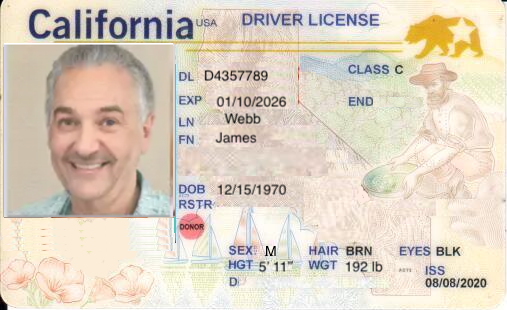 California USA DRIVER LICENSE
DL D4357789 CLASS C
EXP 01/10/2026 END
LN Webb
FN James
DOB 12/15/1970
RSTR
DONOR
SEX M HAIR BRN EYES BLK
HGT 5' 11" WGT 192 lb ISS
D 08/08/2020